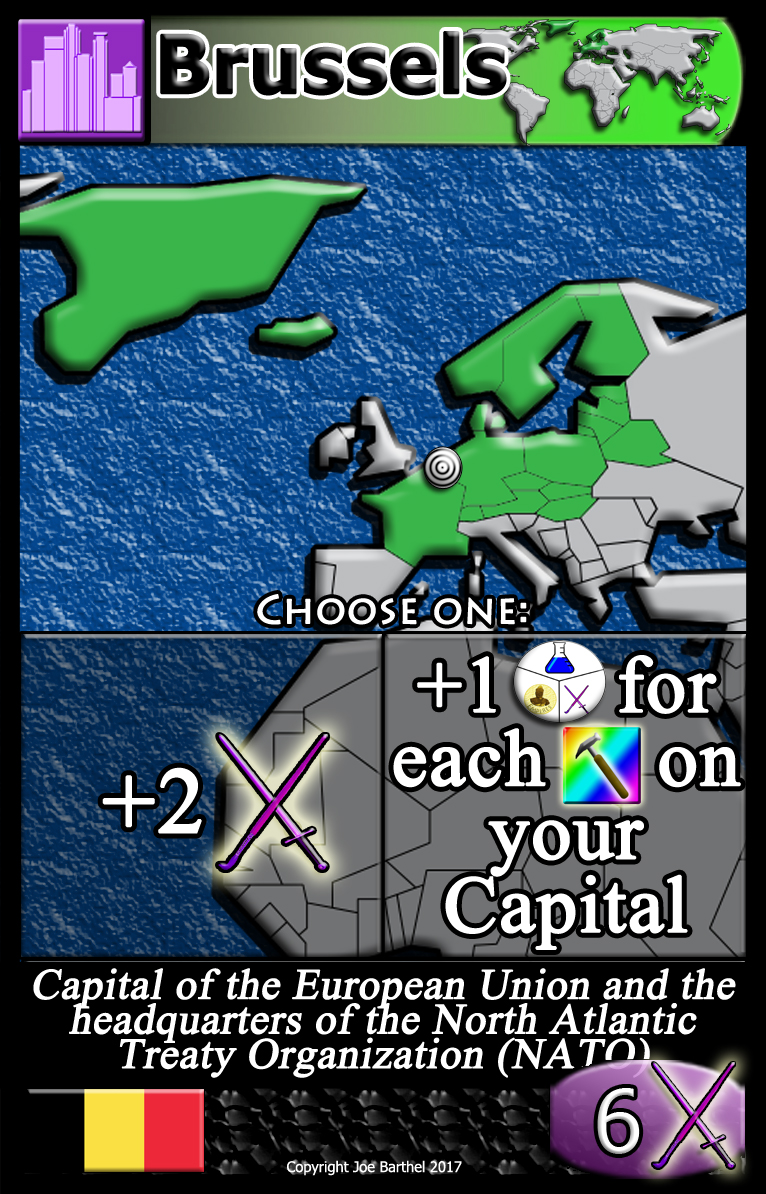 Brussels
CHOOSE ONE:
+2
+1 for
each on
your
Capital
Capital of the European Union and the
headquarters of the North Atlantic
Treaty Organization (NATO)
6
Copyright Joe Barthel 2017